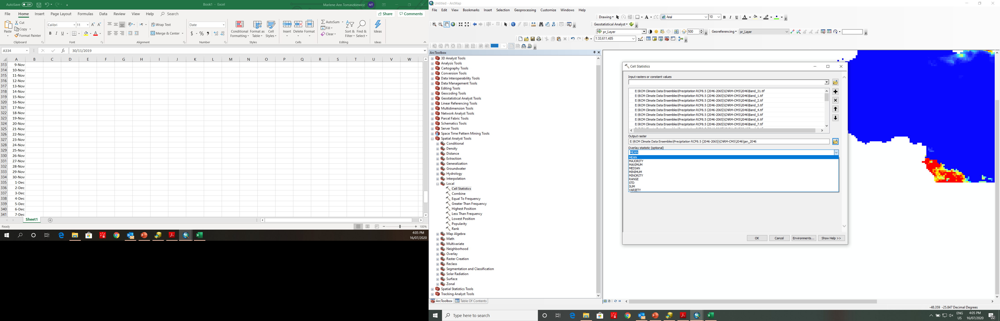 AutoSave Off
Book1 - Excel
Marlene Ann Tomaszkiewicz MT
File Home Insert Page Layout Formulas Data Review View Help Search
Share Comments
Paste
Cut
Copy
Format Painter
Clipboard
Calibri 11
B I U
Font
Wrap Text
Merge & Center
Alignment
Date
$ % ,
Number
Conditional Formatting
Format as Table
Cell Styles
Styles
Insert Delete Format
Cells
AutoSum
Fill
Clear
Sort & Filter
Find & Select
Editing
Ideas
Ideas
A334 fx 30/11/2019
A B C D E F G H I J K L M N O P Q R S T U V W
313 9-Nov
314 10-Nov
315 11-Nov
316 12-Nov
317 13-Nov
318 14-Nov
319 15-Nov
320 16-Nov
321 17-Nov
322 18-Nov
323 19-Nov
324 20-Nov
325 21-Nov
326 22-Nov
327 23-Nov
328 24-Nov
329 25-Nov
330 26-Nov
331 27-Nov
332 28-Nov
333 29-Nov
334 30-Nov
335 1-Dec
336 2-Dec
337 3-Dec
338 4-Dec
339 5-Dec
340 6-Dec
341 7-Dec
Sheet1
Ready
100%
4:05 PM
16/07/2020
Untitled - ArcMap
File Edit View Bookmarks Insert Selection Geoprocessing Customize Windows Help
Drawing Arial 10 B I U
Geostatistical Analyst
pr_Layer 500 Georeferencing pr_Layer
1:33,611,485
ArcToolbox
3D Analyst Tools
Analysis Tools
Cartography Tools
Conversion Tools
Data Interoperability Tools
Data Management Tools
Editing Tools
Geocoding Tools
Geostatistical Analyst Tools
Linear Referencing Tools
Multidimension Tools
Network Analyst Tools
Parcel Fabric Tools
Schematics Tools
Server Tools
Space Time Pattern Mining Tools
Spatial Analyst Tools
Conditional
Density
Distance
Extraction
Generalization
Groundwater
Hydrology
Interpolation
Local
Cell Statistics
Combine
Equal To Frequency
Greater Than Frequency
Highest Position
Less Than Frequency
Lowest Position
Popularity
Rank
Map Algebra
Math
Multivariate
Neighborhood
Overlay
Raster Creation
Reclass
Segmentation and Classification
Solar Radiation
Surface
Zonal
Spatial Statistics Tools
Tracking Analyst Tools
ArcToolbox Table Of Contents
Cell Statistics
Input rasters or constant values
E:\RCM Climate Data Ensembles\Precipitation RCP8.5 (2046-2065)\CNRM-CM5\2046\Band_31.tif
E:\RCM Climate Data Ensembles\Precipitation RCP8.5 (2046-2065)\CNRM-CM5\2046\Band_1.tif
E:\RCM Climate Data Ensembles\Precipitation RCP8.5 (2046-2065)\CNRM-CM5\2046\Band_2.tif
E:\RCM Climate Data Ensembles\Precipitation RCP8.5 (2046-2065)\CNRM-CM5\2046\Band_3.tif
E:\RCM Climate Data Ensembles\Precipitation RCP8.5 (2046-2065)\CNRM-CM5\2046\Band_4.tif
E:\RCM Climate Data Ensembles\Precipitation RCP8.5 (2046-2065)\CNRM-CM5\2046\Band_5.tif
E:\RCM Climate Data Ensembles\Precipitation RCP8.5 (2046-2065)\CNRM-CM5\2046\Band_6.tif
E:\RCM Climate Data Ensembles\Precipitation RCP8.5 (2046-2065)\CNRM-CM5\2046\Band_7.tif
Output raster
E:\RCM Climate Data Ensembles\Precipitation RCP8.5 (2046-2065)\CNRM-CM5\2046\jan_2046
Overlay statistic (optional)
MEAN
MEAN
MAJORITY
MAXIMUM
MEDIAN
MINIMUM
MINORITY
RANGE
STD
SUM
VARIETY
OK Cancel Environments... Show Help >>
-48.359 -25.847 Decimal Degrees
Type here to search
ENG
US
4:05 PM
16/07/2020
22